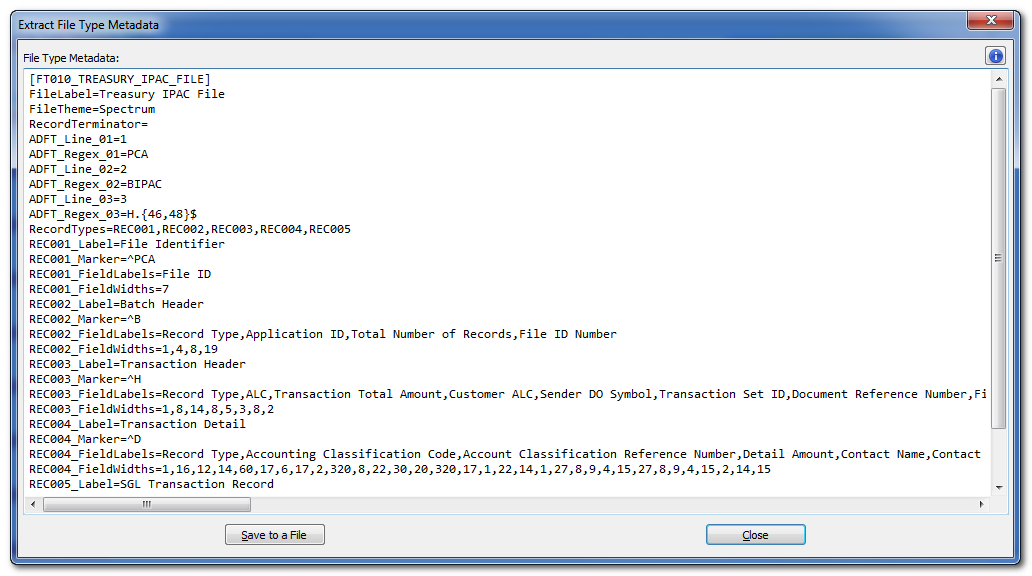 Extract File Type Metadata
File Type Metadata:
[FT010_TREASURY_IPAC_FILE]
FileLabel=Treasury IPAC File
FileTheme=Spectrum
RecordTerminator=
ADFT_Line_01=1
ADFT_Regex_01=PCA
ADFT_Line_02=2
ADFT_Regex_02=BIPAC
ADFT_Line_03=3
ADFT_Regex_03=H.{46,48}$
RecordTypes=REC001,REC002,REC003,REC004,REC005
REC001_Label=File Identifier
REC001_Marker=^PCA
REC001_FieldLabels=File ID
REC001_FieldWidths=7
REC002_Label=Batch Header
REC002_Marker=^B
REC002_FieldLabels=Record Type,Application ID,Total Number of Records,File ID Number
REC002_FieldWidths=1,4,8,19
REC003_Label=Transaction Header
REC003_Marker=^H
REC003_FieldLabels=Record Type,ALC,Transaction Total Amount,Customer ALC,Sender DO Symbol,Transaction Set ID,Document Reference Number,Fi
REC003_FieldWidths=1,8,14,8,5,3,8,2
REC004_Label=Transaction Detail
REC004_Marker=^D
REC004_FieldLabels=Record Type,Accounting Classification Code,Account Classification Reference Number,Detail Amount,Contact Name,Contact
REC004_FieldWidths=1,16,12,14,60,17,6,17,2,320,8,22,30,20,320,17,1,22,14,1,27,8,9,4,15,27,8,9,4,15,2,14,15
REC005_Label=SGL Transaction Record
Save to a File
Close